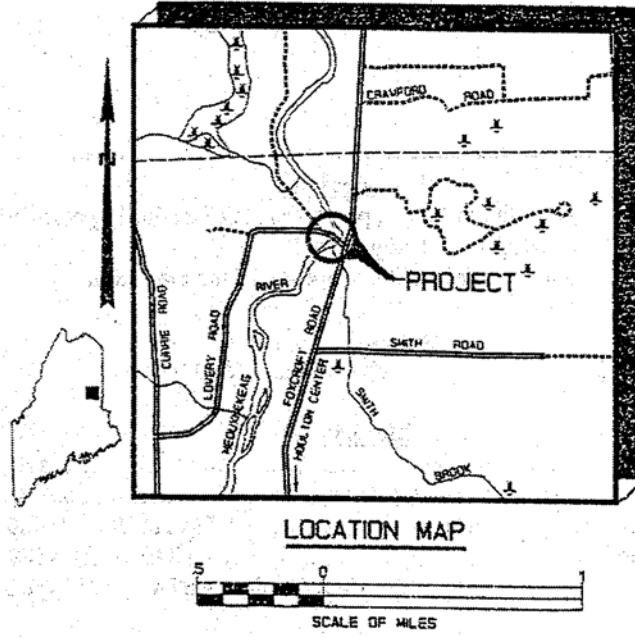 CRAWFORD ROAD
PROJECT
RIVER
CURRIE ROAD
LOVERY ROAD
FOXCROFT ROAD
SMITH ROAD
HOULTON CENTER
MEDUXNEKEAG
SMITH
BROOK
LOCATION MAP
.5 0 1
SCALE OF MILES